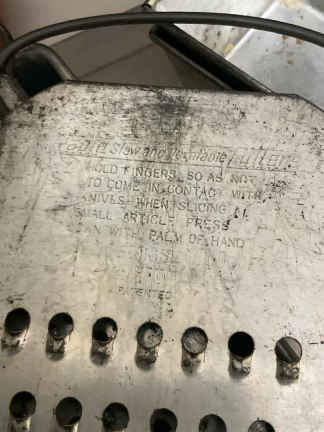 Slaw and Vegetable Cutter
HOLD FINGERS SO AS NOT
TO COME IN CONTACT WITH
KNIVES WHEN SLICING A
SMALL ARTICLE PRESS
WITH PALM OF HAND
PATENTED